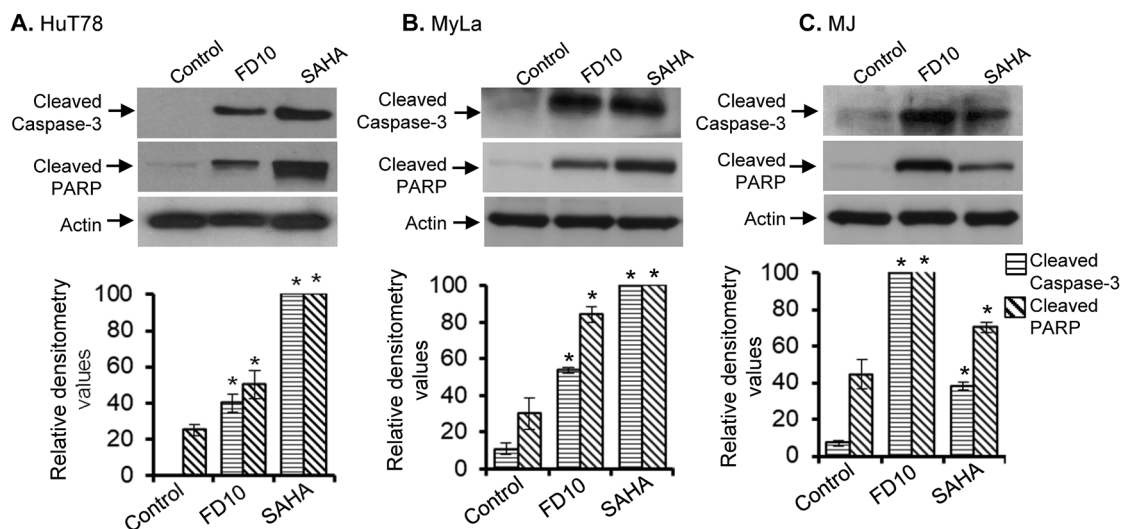 A. HuT78
Control
FD10
SAHA
Cleaved
Caspase-3
Cleaved
PARP
Actin
Relative densitometry
values
100
80
60
40
20
0
* *
* *
Control
FD10
SAHA
B. MyLa
Control
FD10
SAHA
Cleaved
Caspase-3
Cleaved
PARP
Actin
Relative densitometry
values
100
80
60
40
20
0
* *
* *
Control
FD10
SAHA
C. MJ
Control
FD10
SAHA
Cleaved
Caspase-3
Cleaved
PARP
Actin
Relative densitometry
values
100
80
60
40
20
0
* *
* *
Control
FD10
SAHA
Cleaved
Caspase-3
Cleaved
PARP